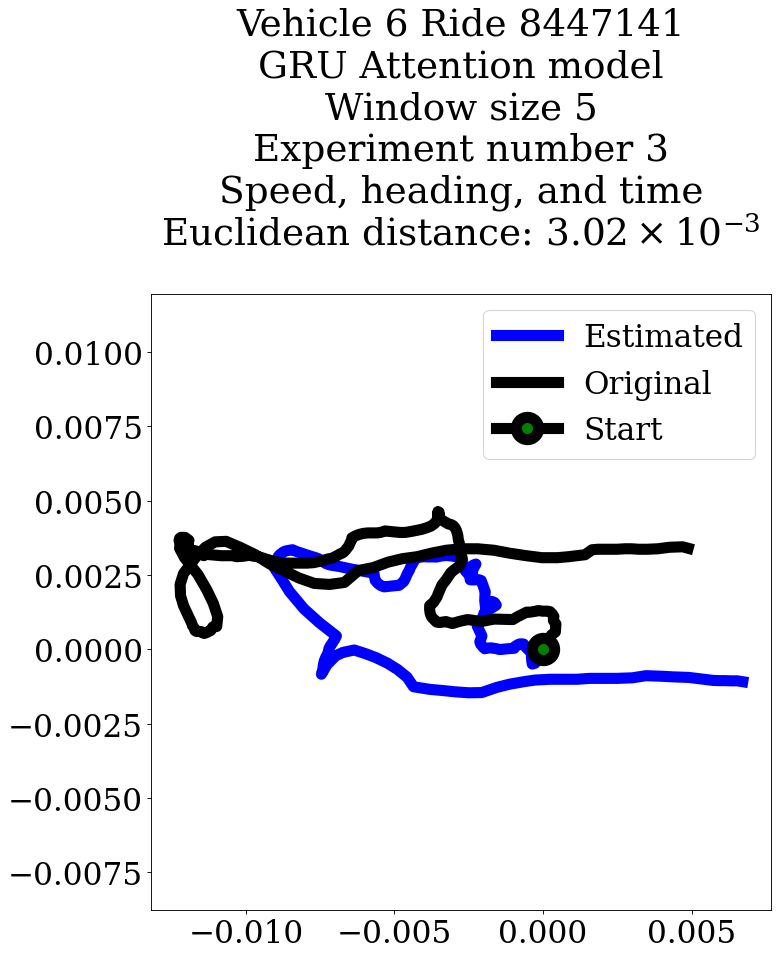 Vehicle 6 Ride 8447141
GRU Attention model
Window size 5
Experiment number 3
Speed, heading, and time
Euclidean distance: 3.02 × 10⁻³
Estimated
Original
Start
0.0100
0.0075
0.0050
0.0025
0.0000
−0.0025
−0.0050
−0.0075
−0.010 −0.005 0.000 0.005